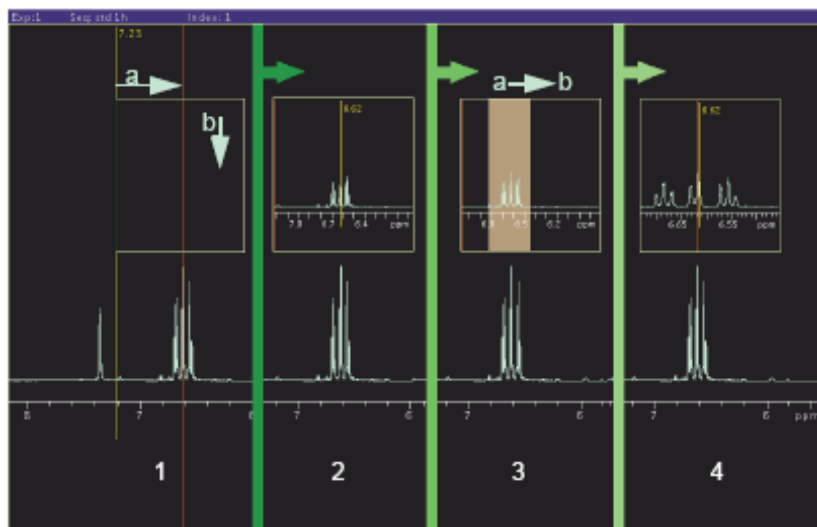 Exp:1 Seq: std 1h Index: 1
7.23
a
b
6.62
a b
6.62
7.0 6.7 6.4 ppm
6.8 6.5 6.2 ppm
6.65 6.55 ppm
8 7 6 7 6 7 6 7 6 ppm
1 2 3 4